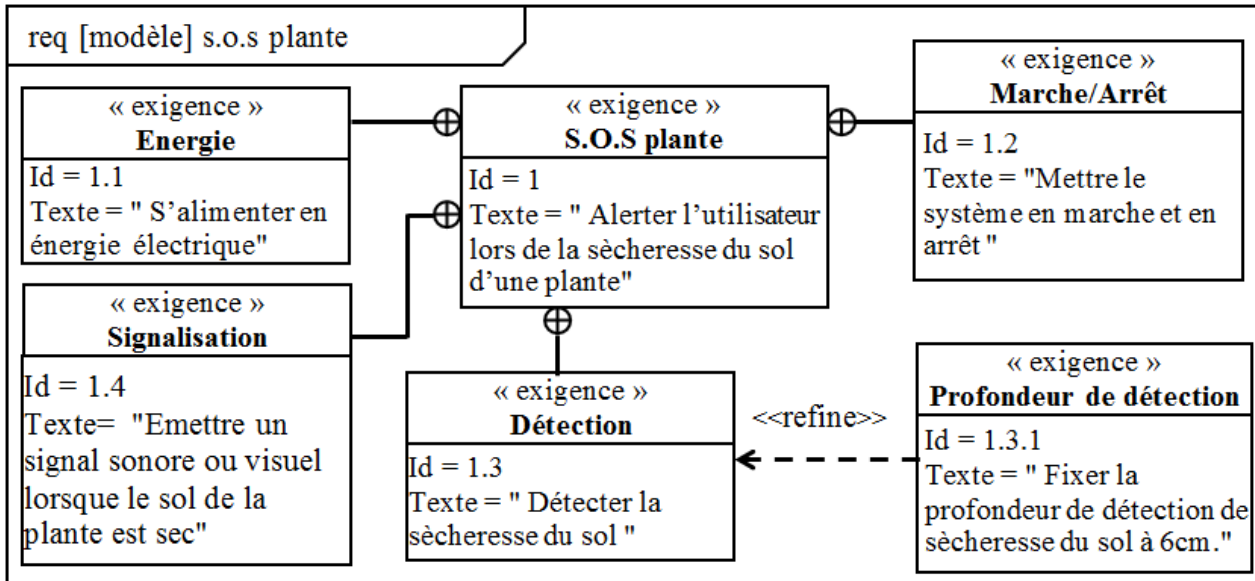 req [modèle] s.o.s plante
« exigence »
Energie
Id = 1.1
Texte = " S’alimenter en
énergie électrique"
« exigence »
S.O.S plante
Id = 1
Texte = " Alerter l’utilisateur
lors de la sècheresse du sol
d’une plante"
« exigence »
Marche/Arrêt
Id = 1.2
Texte = "Mettre le
système en marche et en
arrêt "
« exigence »
Signalisation
Id = 1.4
Texte= "Emettre un
signal sonore ou visuel
lorsque le sol de la
plante est sec"
« exigence »
Détection
Id = 1.3
Texte = " Détecter la
sècheresse du sol "
<<refine>>
« exigence »
Profondeur de détection
Id = 1.3.1
Texte = " Fixer la
profondeur de détection de
sècheresse du sol à 6cm."